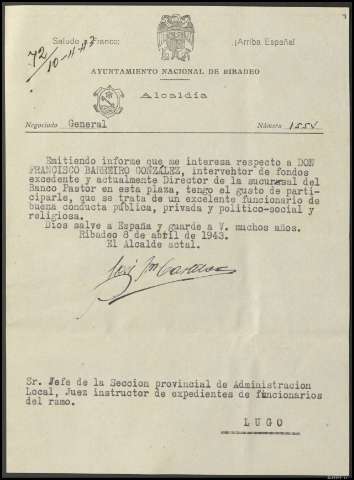 Saludo a Franco: ¡Arriba España!
72
10-4-43
AYUNTAMIENTO NACIONAL DE RIBADEO
Alcaldía
Negociado General Número 1554
Emitiendo informe que me interesa respecto a DON
FRANCISCO BARREIRO GONZÁLEZ, interventor de fondos
excedente y actualmente Director de la sucursal del
Banco Pastor en esta plaza, tengo el gusto de parti-
ciparle, que se trata de un excelente funcionario de
buena conducta pública, privada y politico-social y
religiosa.
Dios salve a España y guarde a V. muchos años.
Ribadeo 8 de abril de 1943.
El Alcalde actal.
Sr. Jefe de la Seccion provincial de Administracion
Local, Juez instructor de expedientes de funcionarios
del ramo.
LUGO